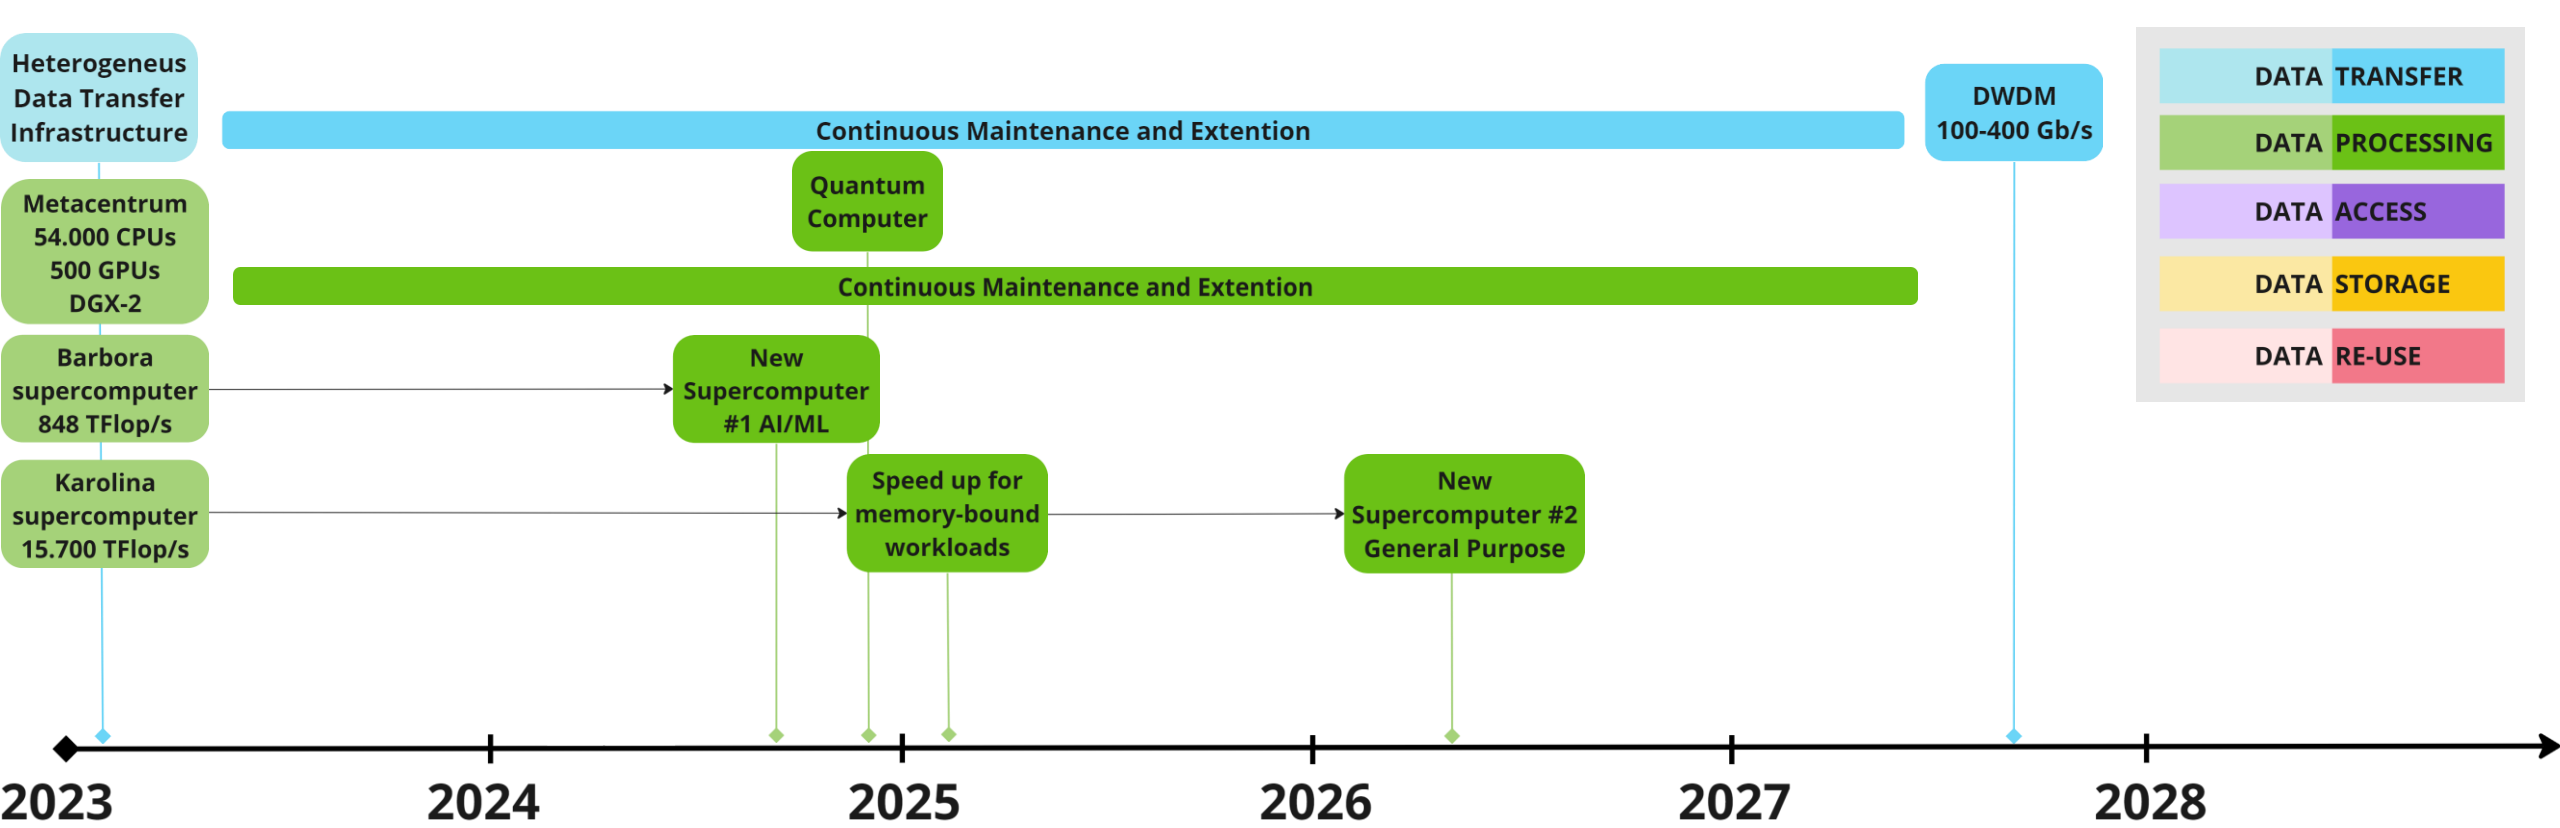 Heterogeneus
Data Transfer
Infrastructure
Continuous Maintenance and Extention
DWDM
100-400 Gb/s
Metacentrum
54.000 CPUs
500 GPUs
DGX-2
Quantum
Computer
Continuous Maintenance and Extention
Barbora
supercomputer
848 TFlop/s
New
Supercomputer
#1 AI/ML
Karolina
supercomputer
15.700 TFlop/s
Speed up for
memory-bound
workloads
New
Supercomputer #2
General Purpose
DATA TRANSFER
DATA PROCESSING
DATA ACCESS
DATA STORAGE
DATA RE-USE
2023 2024 2025 2026 2027 2028